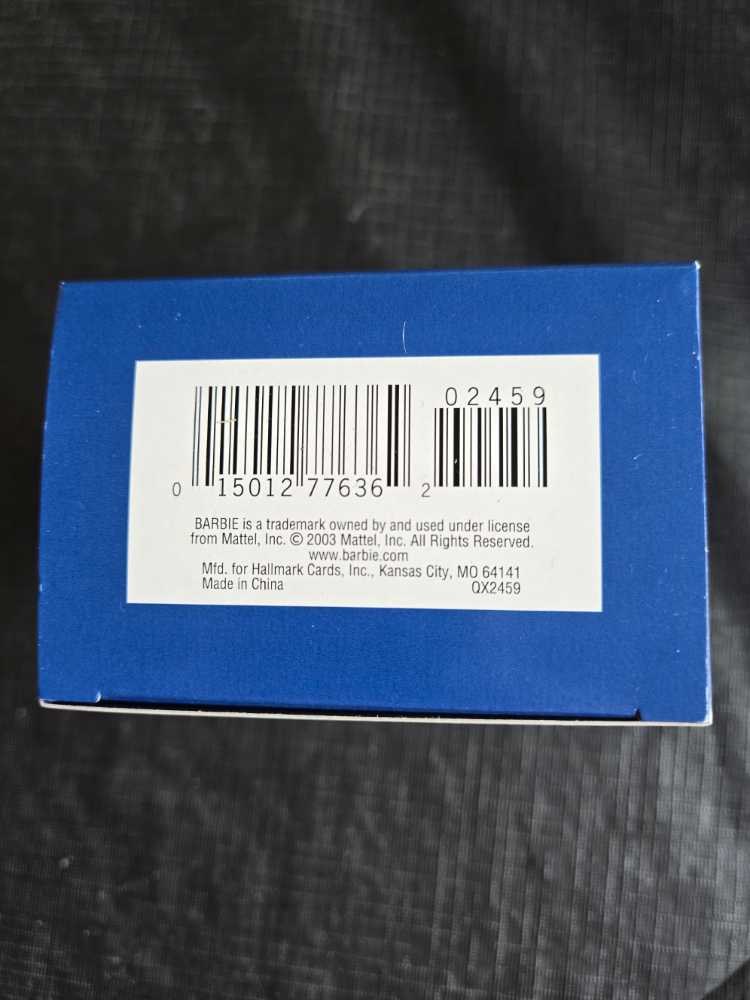 02459
0 15012 77636 2
BARBIE is a trademark owned by and used under license
from Mattel, Inc. © 2003 Mattel, Inc. All Rights Reserved.
www.barbie.com
Mfd. for Hallmark Cards, Inc., Kansas City, MO 64141
Made in China QX2459